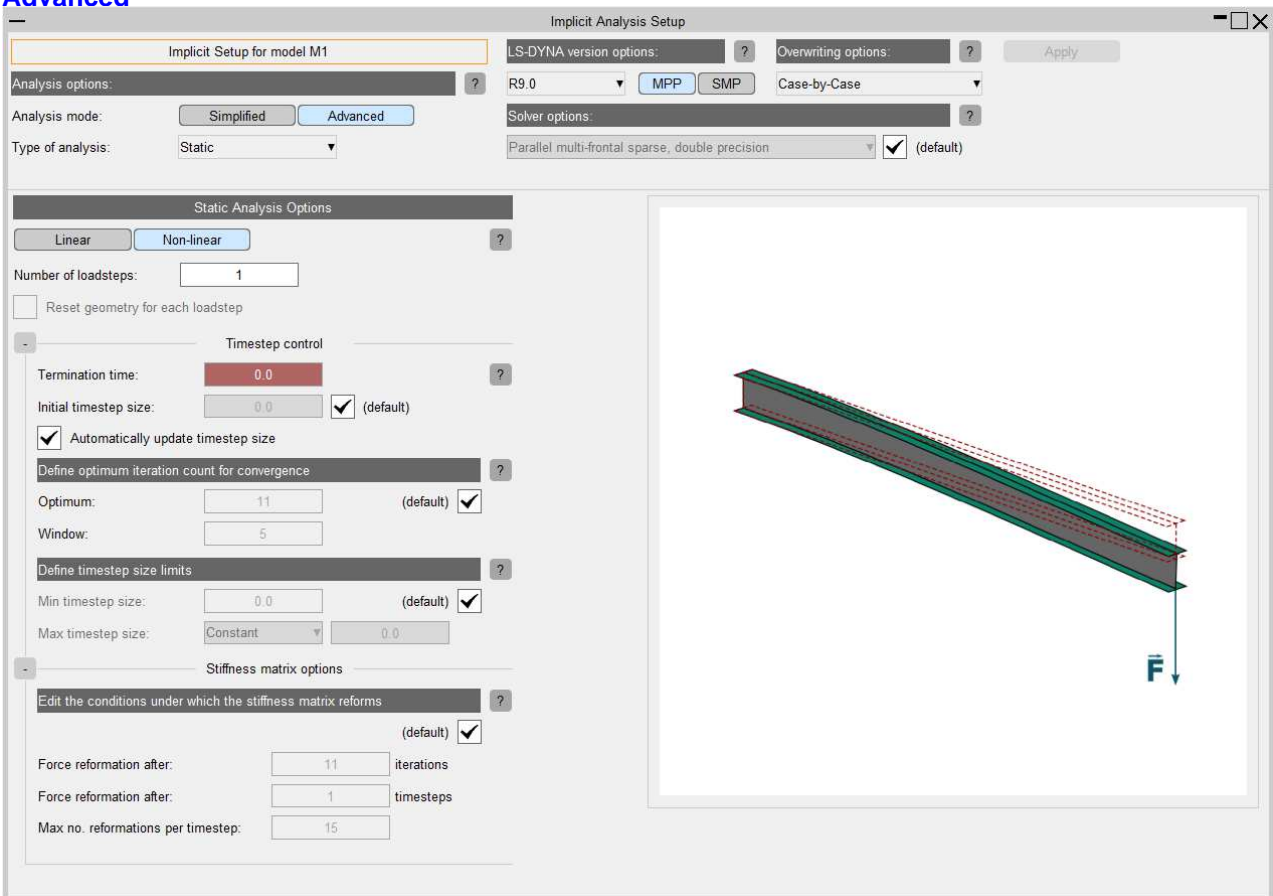 Advanced
Implicit Analysis Setup
Implicit Setup for model M1
LS-DYNA version options: ?
Overwriting options: ?
Apply
Analysis options: ?
R9.0 MPP SMP
Case-by-Case
Analysis mode: Simplified Advanced
Solver options: ?
Type of analysis: Static
Parallel multi-frontal sparse, double precision (default)
Static Analysis Options
Linear Non-linear ?
Number of loadsteps: 1
Reset geometry for each loadstep
- Timestep control
Termination time: 0.0 ?
Initial timestep size: 0.0 (default)
Automatically update timestep size
Define optimum iteration count for convergence ?
Optimum: 11 (default)
Window: 5
Define timestep size limits ?
Min timestep size: 0.0 (default)
Max timestep size: Constant 0.0
- Stiffness matrix options
Edit the conditions under which the stiffness matrix reforms ?
(default)
Force reformation after: 11 iterations
Force reformation after: 1 timesteps
Max no. reformations per timestep: 15
F